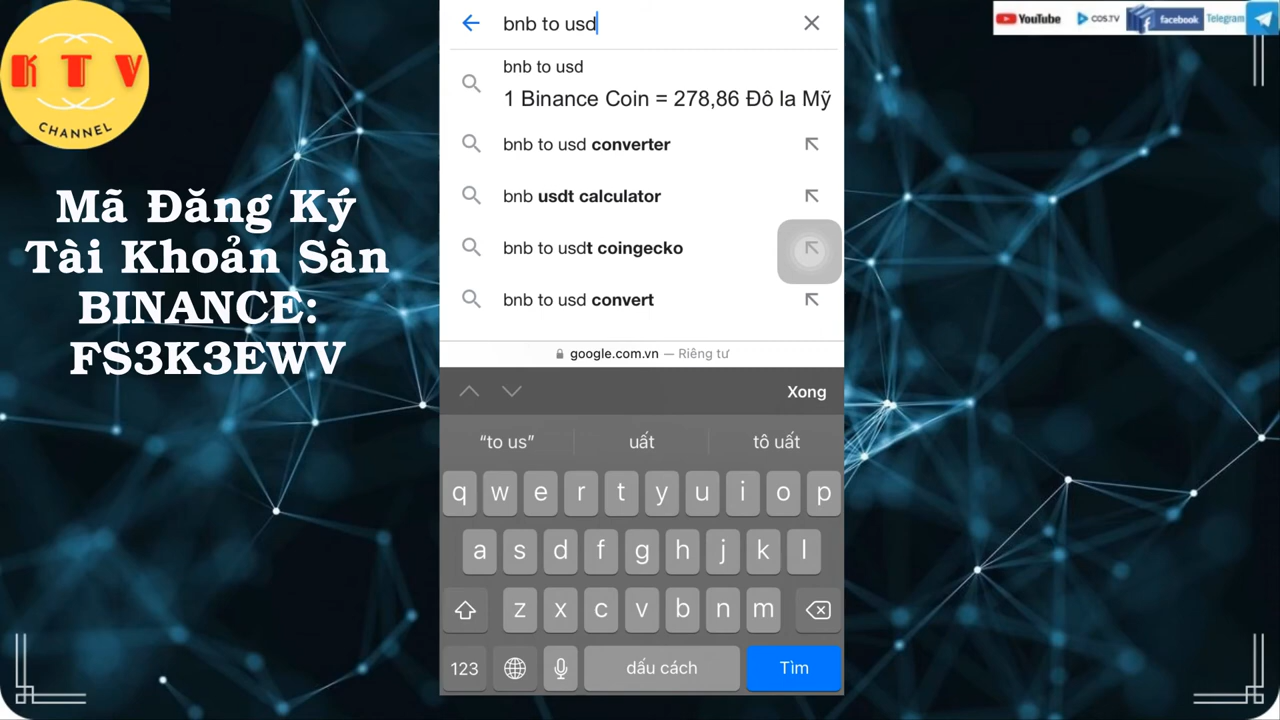 K T V
CHANNEL
Mã Đăng Ký
Tài Khoản Sàn
BINANCE:
FS3K3EWV
YouTube
COS.TV
facebook
Telegram
bnb to usd
bnb to usd
1 Binance Coin = 278,86 Đô la Mỹ
bnb to usd converter
bnb usdt calculator
bnb to usdt coingecko
bnb to usd convert
google.com.vn — Riêng tư
Xong
“to us” uất tô uất
q w e r t y u i o p
a s d f g h j k l
z x c v b n m
123 dấu cách Tìm